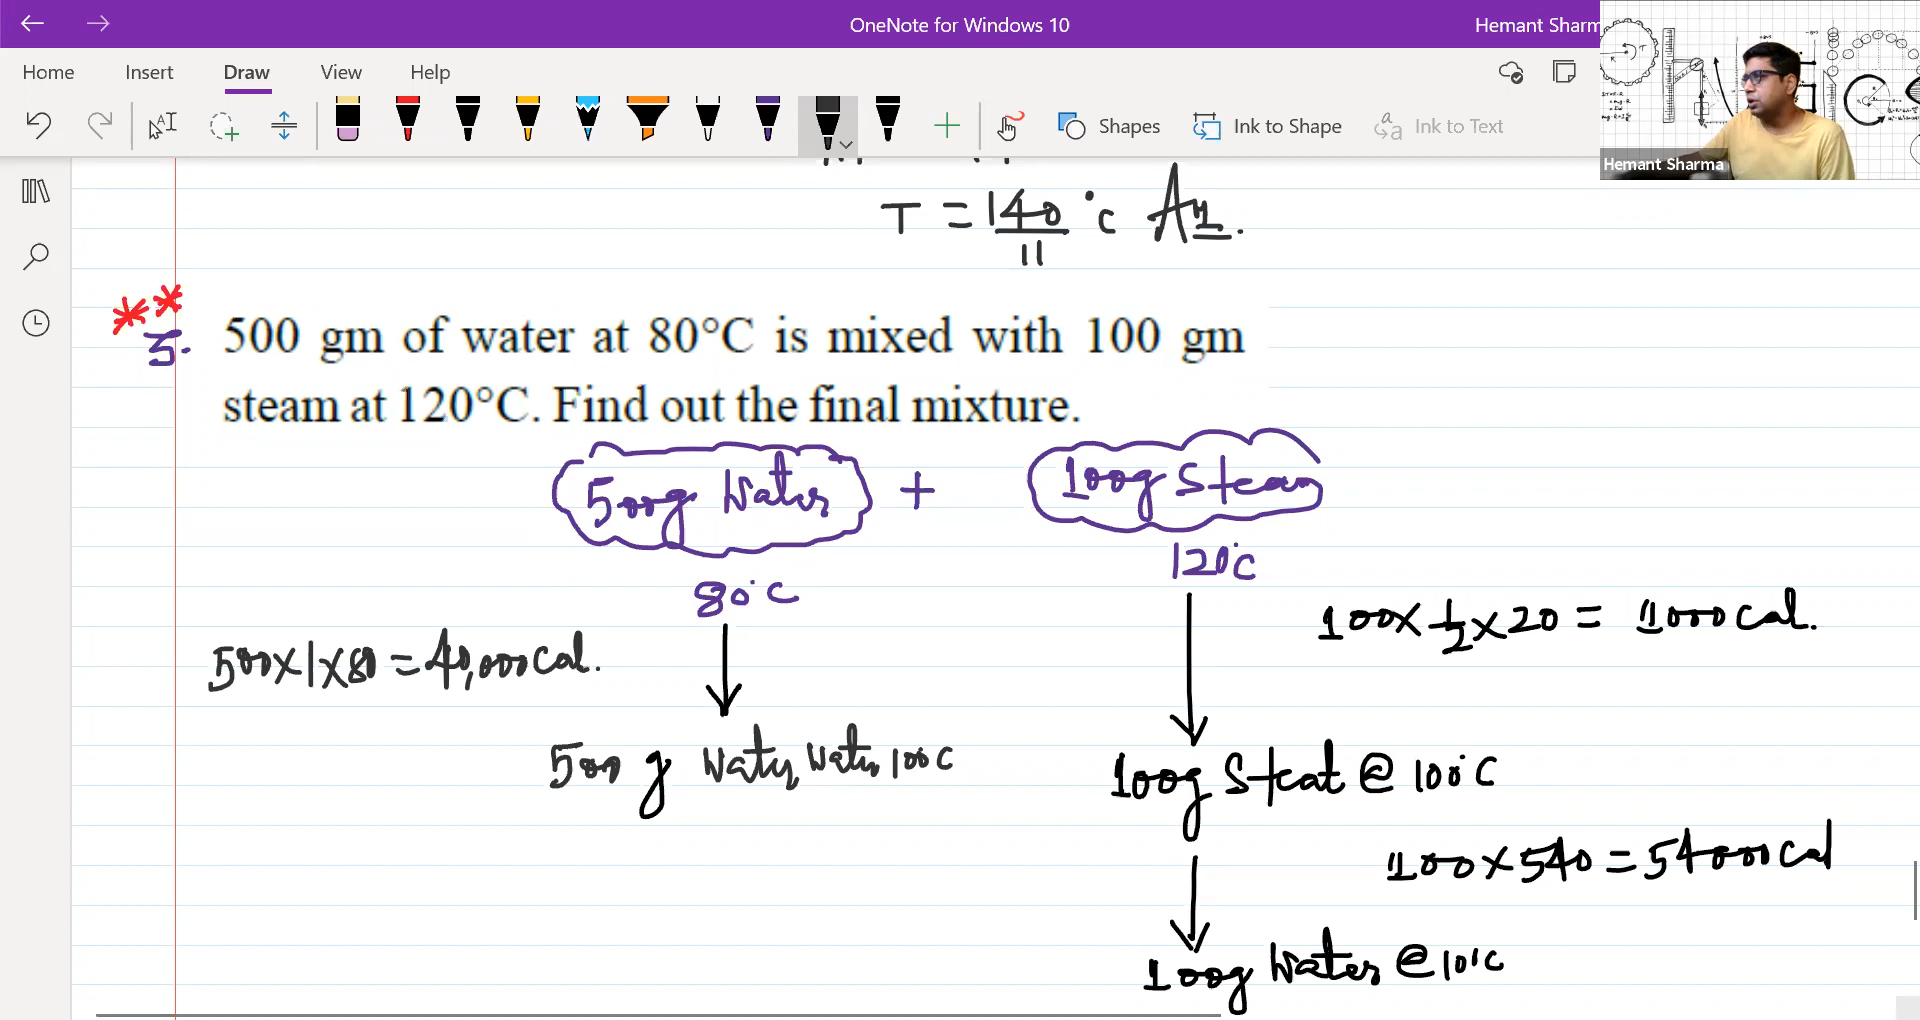 OneNote for Windows 10
Hemant Sharm
Home Insert Draw View Help
Shapes Ink to Shape Ink to Text
Hemant Sharma
T = 140/11 °C Ans.
** 5.
500 gm of water at 80°C is mixed with 100 gm
steam at 120°C. Find out the final mixture.
500g Water + 100g Steam
80°C 120°C
100 × 1/2 × 20 = 1000 cal.
500×1×80 = 40,000 cal.
500 g Water Water 100°C
100g Steat @ 100°C
100 × 540 = 54000 cal
100g Water @ 100°C